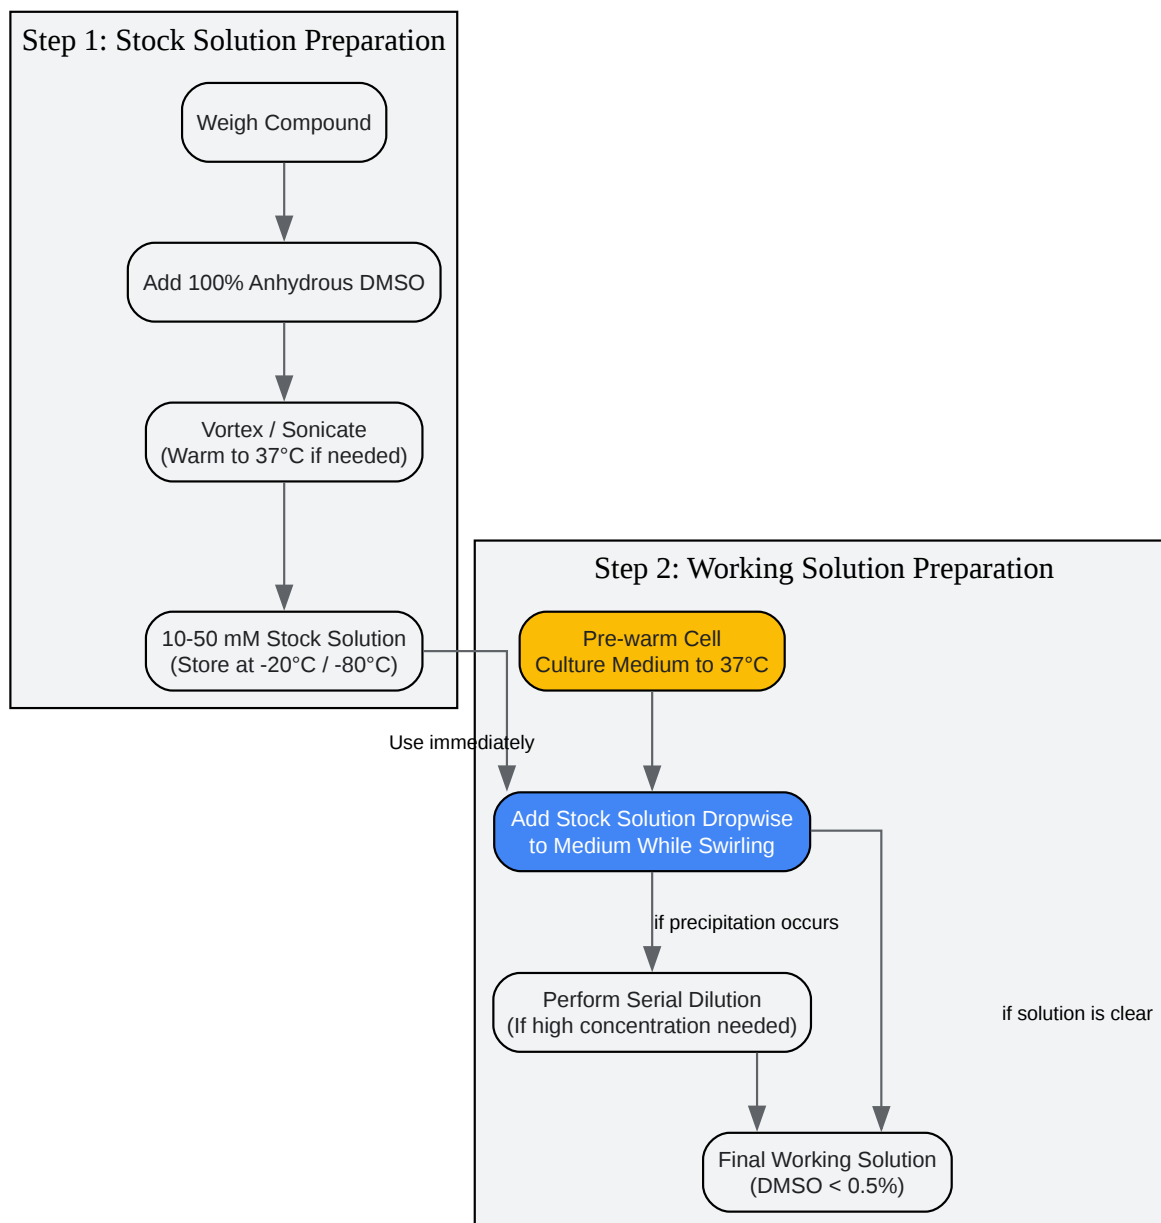 Step 1: Stock Solution Preparation
Weigh Compound
Add 100% Anhydrous DMSO
Vortex / Sonicate
(Warm to 37°C if needed)
10-50 mM Stock Solution
(Store at -20°C / -80°C)
Use immediately
Step 2: Working Solution Preparation
Pre-warm Cell
Culture Medium to 37°C
Add Stock Solution Dropwise
to Medium While Swirling
if precipitation occurs
Perform Serial Dilution
(If high concentration needed)
if solution is clear
Final Working Solution
(DMSO < 0.5%)